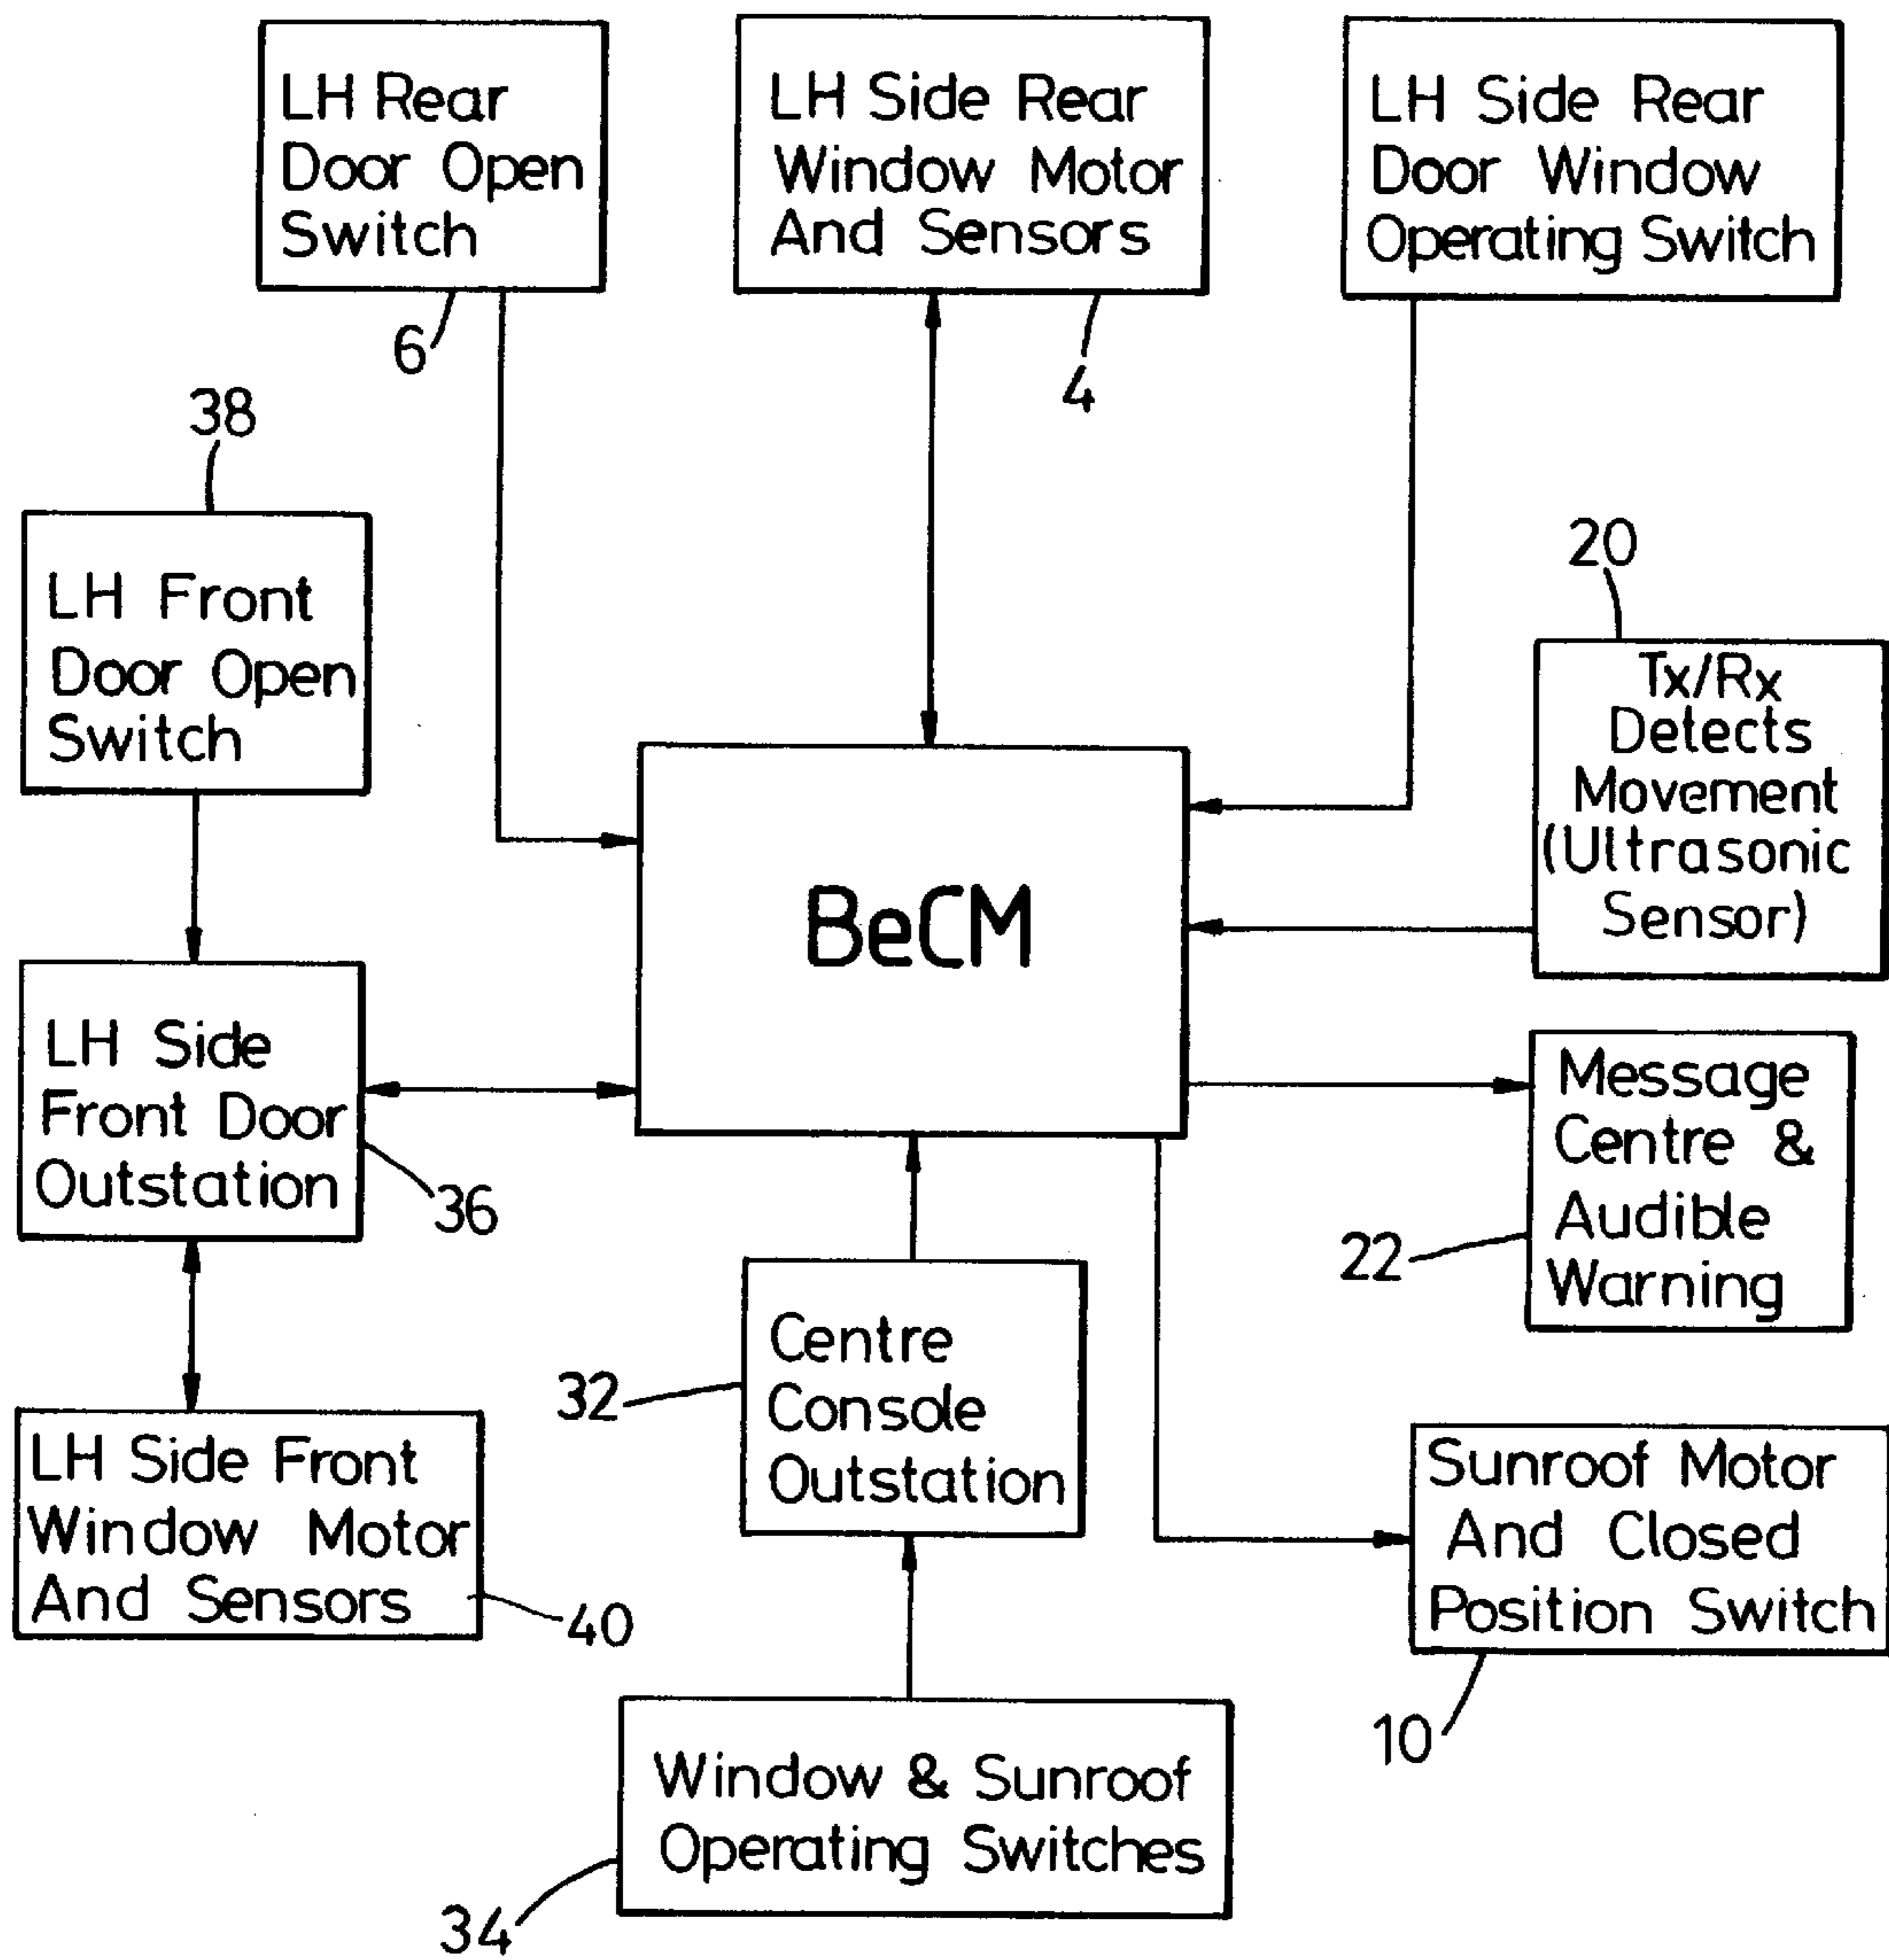 LH Rear
Door Open
Switch
6
LH Side Rear
Window Motor
And Sensors
4
LH Side Rear
Door Window
Operating Switch
38
LH Front
Door Open
Switch
20
Tx/Rx
Detects
Movement
(Ultrasonic
Sensor)
BeCM
LH Side
Front Door
Outstation
36
Message
Centre &
Audible
Warning
22
Centre
Console
Outstation
32
LH Side Front
Window Motor
And Sensors
40
Sunroof Motor
And Closed
Position Switch
10
Window & Sunroof
Operating Switches
34